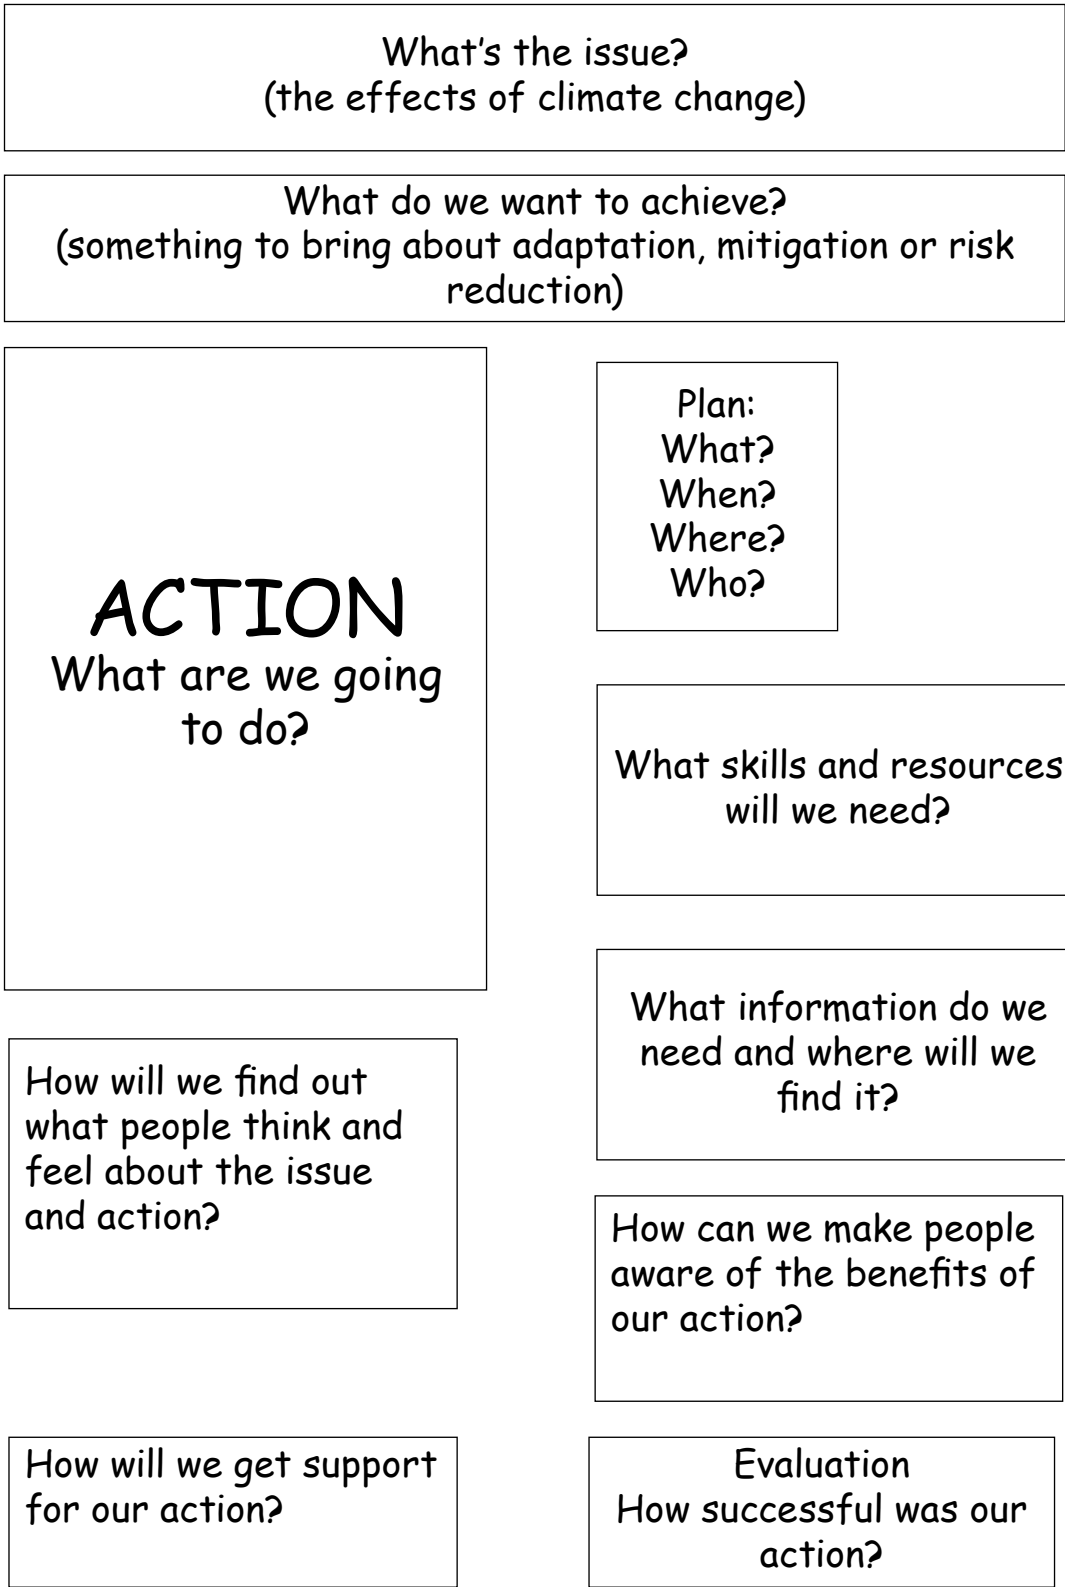 What’s the issue?
(the effects of climate change)
What do we want to achieve?
(something to bring about adaptation, mitigation or risk
reduction)
ACTION
What are we going
to do?
Plan:
What?
When?
Where?
Who?
What skills and resources
will we need?
What information do we
need and where will we
find it?
How will we find out
what people think and
feel about the issue
and action?
How can we make people
aware of the benefits of
our action?
How will we get support
for our action?
Evaluation
How successful was our
action?